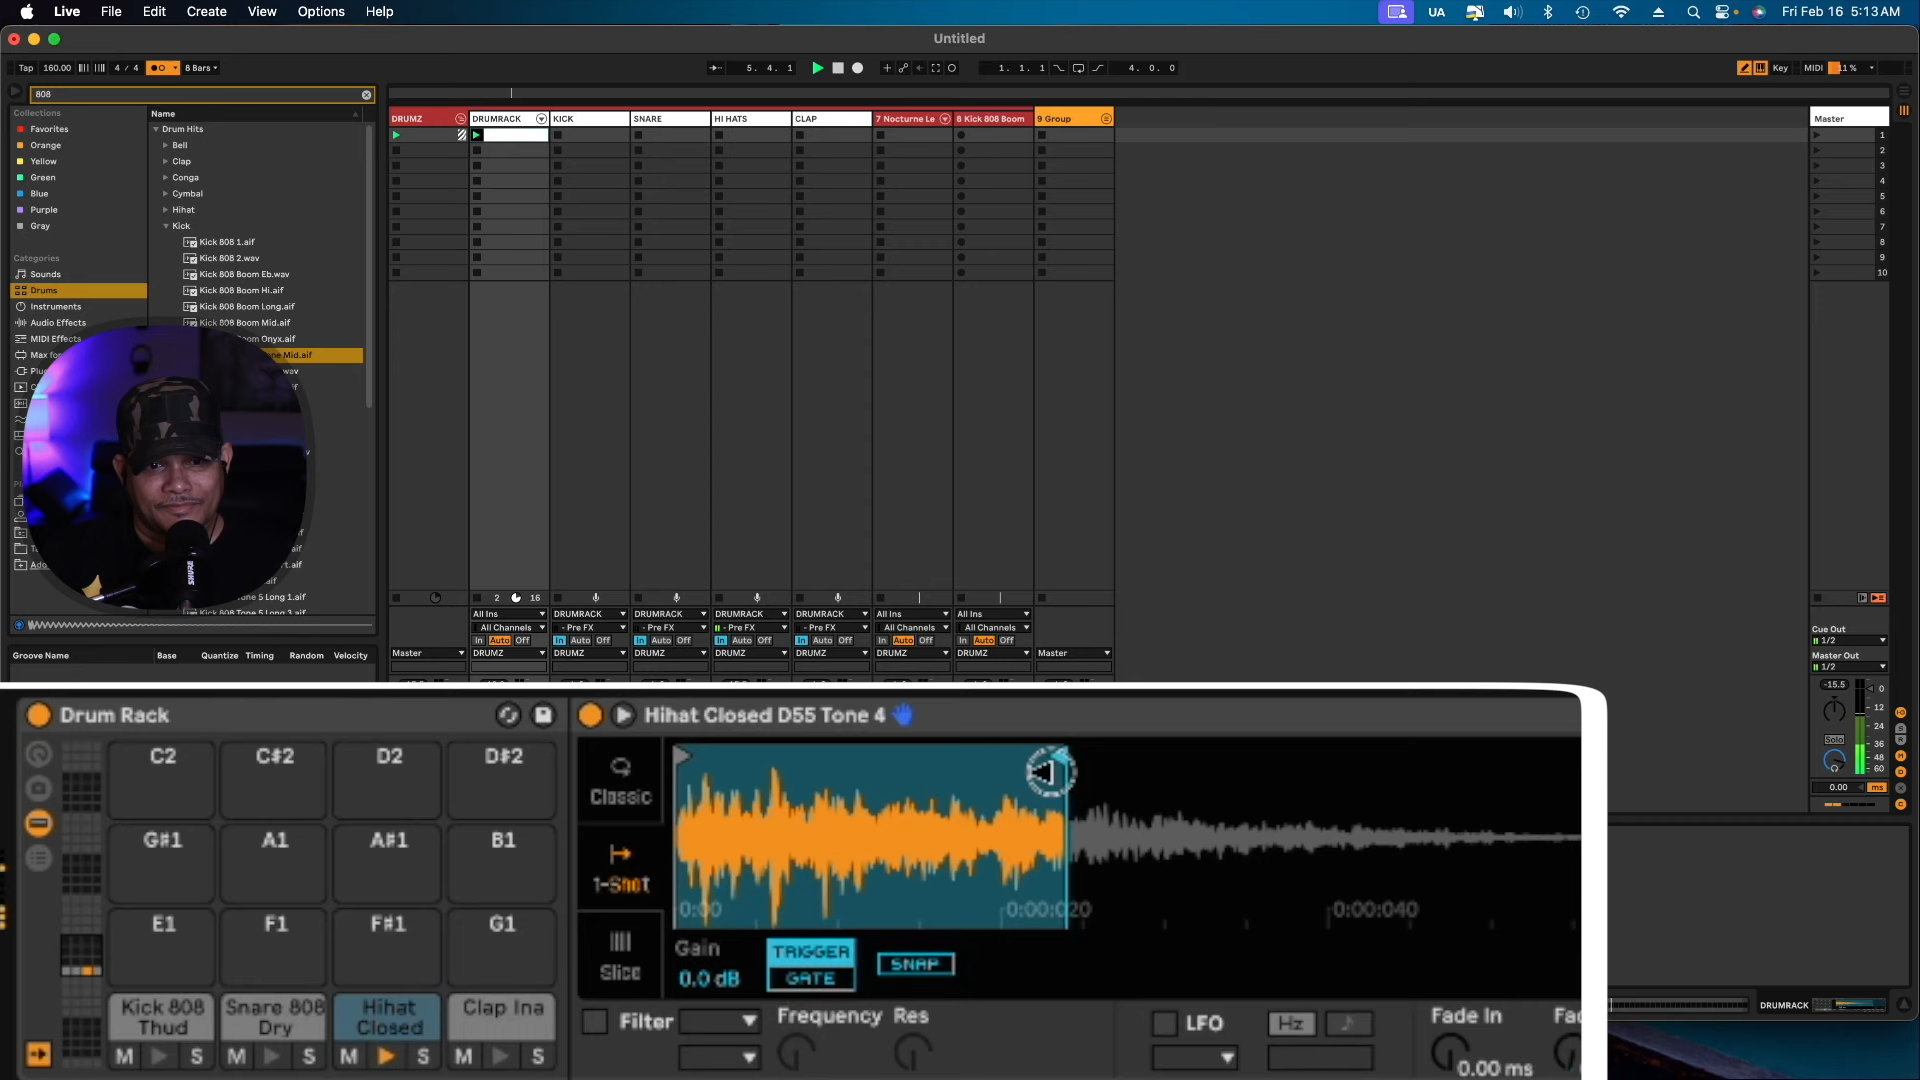 Live File Edit Create View Options Help
UA
Fri Feb 16 5:13 AM
Untitled
Tap 160.00 4 / 4 8 Bars
5. 4. 1
1. 1. 1
4. 0. 0
Key MIDI 11 %
808
Collections
Favorites
Orange
Yellow
Green
Blue
Purple
Gray
Categories
Sounds
Drums
Instruments
Audio Effects
MIDI Effects
Name
Drum Hits
Bell
Clap
Conga
Cymbal
Hihat
Kick
Kick 808 1.aif
Kick 808 2.wav
Kick 808 Boom Eb.wav
Kick 808 Boom Hi.aif
Kick 808 Boom Long.aif
Kick 808 Boom Mid.aif
Onyx.aif
Mid.aif
Groove Name Base Quantize Timing Random Velocity
DRUMZ DRUMRACK KICK SNARE HI HATS CLAP 7 Nocturne Le 8 Kick 808 Boom 9 Group Master
1
2
3
4
5
6
7
8
9
10
2 16
All Ins DRUMRACK DRUMRACK DRUMRACK DRUMRACK All Ins All Ins
All Channels - Pre FX - Pre FX - Pre FX - Pre FX All Channels All Channels
In Auto Off In Auto Off In Auto Off In Auto Off In Auto Off In Auto Off In Auto Off
Master DRUMZ DRUMZ DRUMZ DRUMZ DRUMZ DRUMZ DRUMZ Master
Cue Out
1/2
Master Out
1/2
-15.5
0
12
24
36
48
60
Solo
0.00 ms
DRUMRACK
Drum Rack
C2 C#2 D2 D#2
G#1 A1 A#1 B1
E1 F1 F#1 G1
Kick 808 Thud
Snare 808 Dry
Hihat Closed
Clap Ina
M S M S M S M S
Hihat Closed D55 Tone 4
Classic
1-Shot
Slice
0:00 0:00:020 0:00:040
Gain
0.0 dB
TRIGGER
GATE
SNAP
Filter Frequency Res
LFO Hz
Fade In
0.00 ms
SHURE